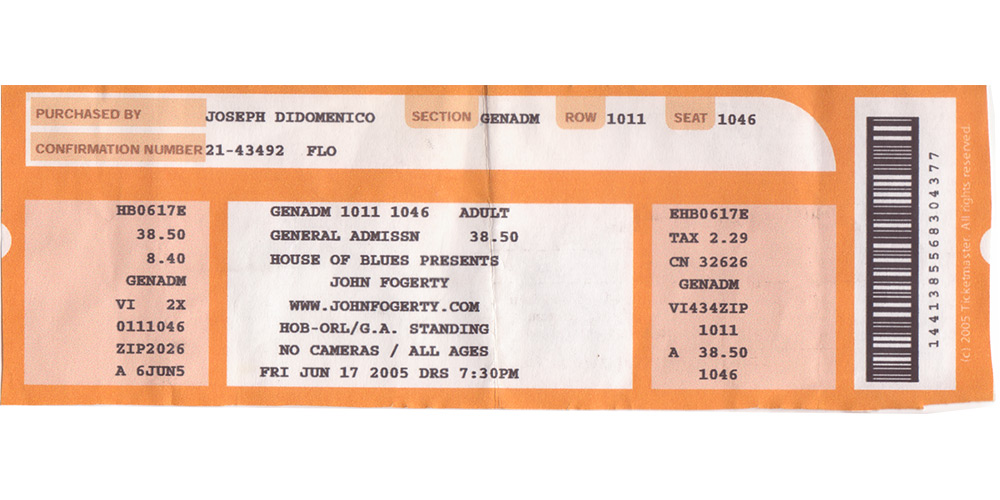 PURCHASED BY JOSEPH DIDOMENICO SECTION GENADM ROW 1011 SEAT 1046
CONFIRMATION NUMBER 21-43492 FLO
HB0617E
38.50
8.40
GENADM
VI 2X
0111046
ZIP2026
A 6JUN5
GENADM 1011 1046 ADULT
GENERAL ADMISSN 38.50
HOUSE OF BLUES PRESENTS
JOHN FOGERTY
WWW.JOHNFOGERTY.COM
HOB-ORL/G.A. STANDING
NO CAMERAS / ALL AGES
FRI JUN 17 2005 DRS 7:30PM
EHB0617E
TAX 2.29
CN 32626
GENADM
VI434ZIP
1011
A 38.50
1046
1441385568304377
(c) 2005 Ticketmaster. All rights reserved.